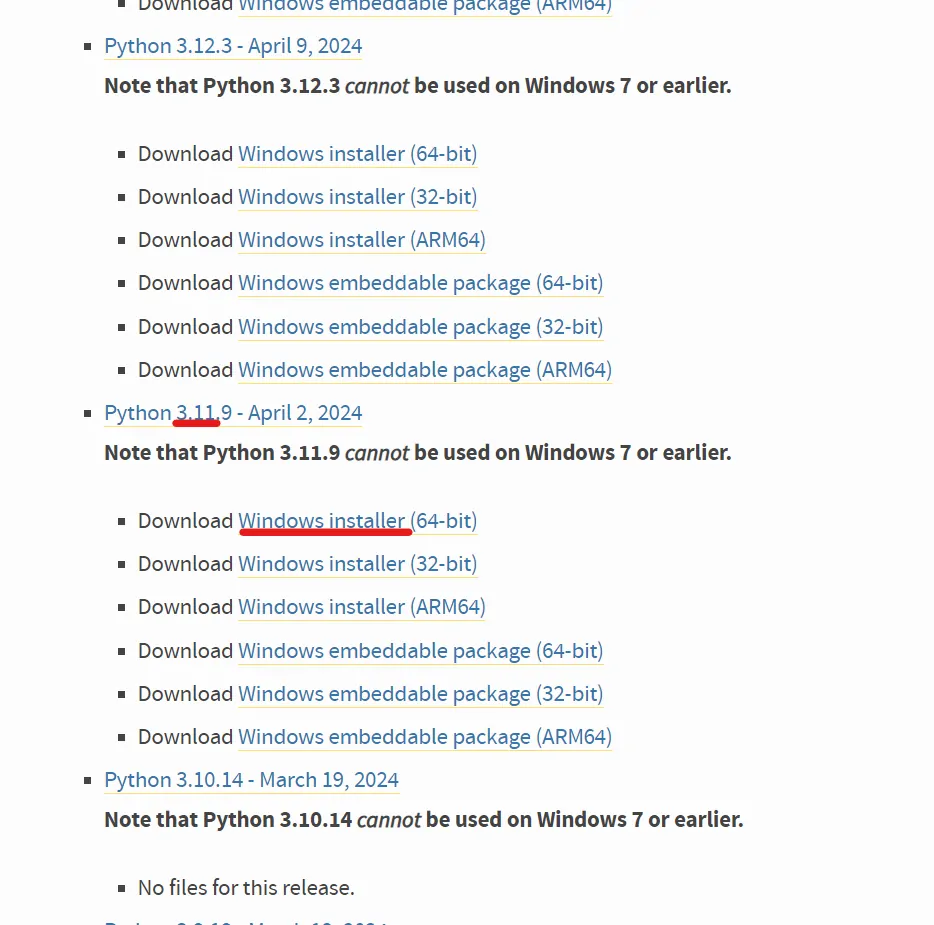 Download Windows embeddable package (ARM64)
Python 3.12.3 - April 9, 2024
Note that Python 3.12.3 cannot be used on Windows 7 or earlier.
Download Windows installer (64-bit)
Download Windows installer (32-bit)
Download Windows installer (ARM64)
Download Windows embeddable package (64-bit)
Download Windows embeddable package (32-bit)
Download Windows embeddable package (ARM64)
Python 3.11.9 - April 2, 2024
Note that Python 3.11.9 cannot be used on Windows 7 or earlier.
Download Windows installer (64-bit)
Download Windows installer (32-bit)
Download Windows installer (ARM64)
Download Windows embeddable package (64-bit)
Download Windows embeddable package (32-bit)
Download Windows embeddable package (ARM64)
Python 3.10.14 - March 19, 2024
Note that Python 3.10.14 cannot be used on Windows 7 or earlier.
No files for this release.